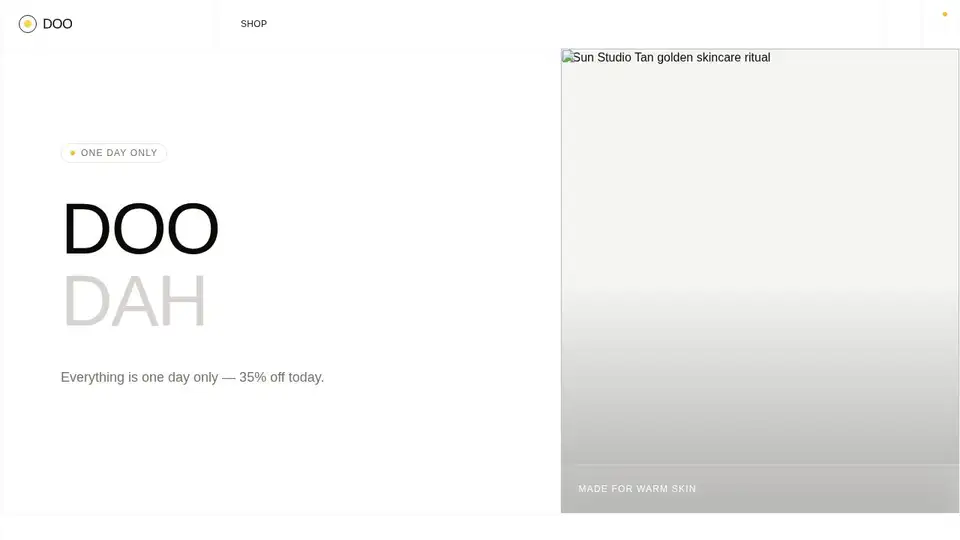 DOO
SHOP
Sun Studio Tan golden skincare ritual
ONE DAY ONLY
DOO
DAH
Everything is one day only — 35% off today.
MADE FOR WARM SKIN